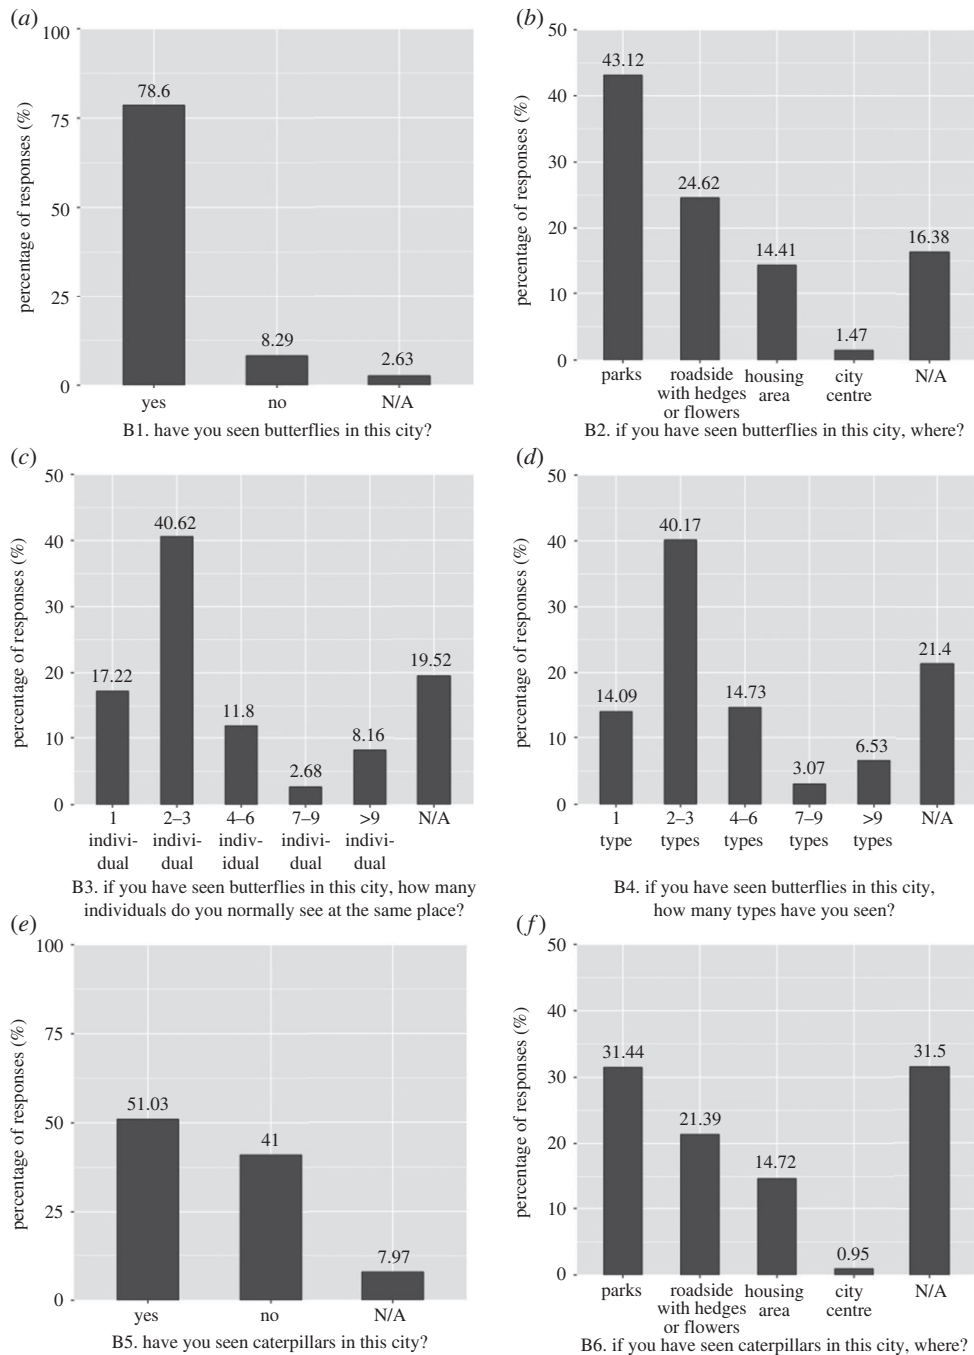 (a)
100
75
50
25
0
percentage of responses (%)
78.6
8.29
2.63
yes no N/A
B1. have you seen butterflies in this city?
(b)
50
40
30
20
10
0
percentage of responses (%)
43.12
24.62
14.41
1.47
16.38
parks roadside housing city N/A
with hedges area centre
or flowers
B2. if you have seen butterflies in this city, where?
(c)
50
40
30
20
10
0
percentage of responses (%)
17.22
40.62
11.8
2.68
8.16
19.52
1 2–3 4–6 7–9 >9 N/A
indivi- indivi- indiv- indivi- indivi-
dual dual idual dual dual
B3. if you have seen butterflies in this city, how many
individuals do you normally see at the same place?
(d)
50
40
30
20
10
0
percentage of responses (%)
14.09
40.17
14.73
3.07
6.53
21.4
1 2–3 4–6 7–9 >9 N/A
type types types types types
B4. if you have seen butterflies in this city,
how many types have you seen?
(e)
100
75
50
25
0
percentage of responses (%)
51.03
41
7.97
yes no N/A
B5. have you seen caterpillars in this city?
(f)
50
40
30
20
10
0
percentage of responses (%)
31.44
21.39
14.72
0.95
31.5
parks roadside housing city N/A
with hedges area centre
or flowers
B6. if you have seen caterpillars in this city, where?